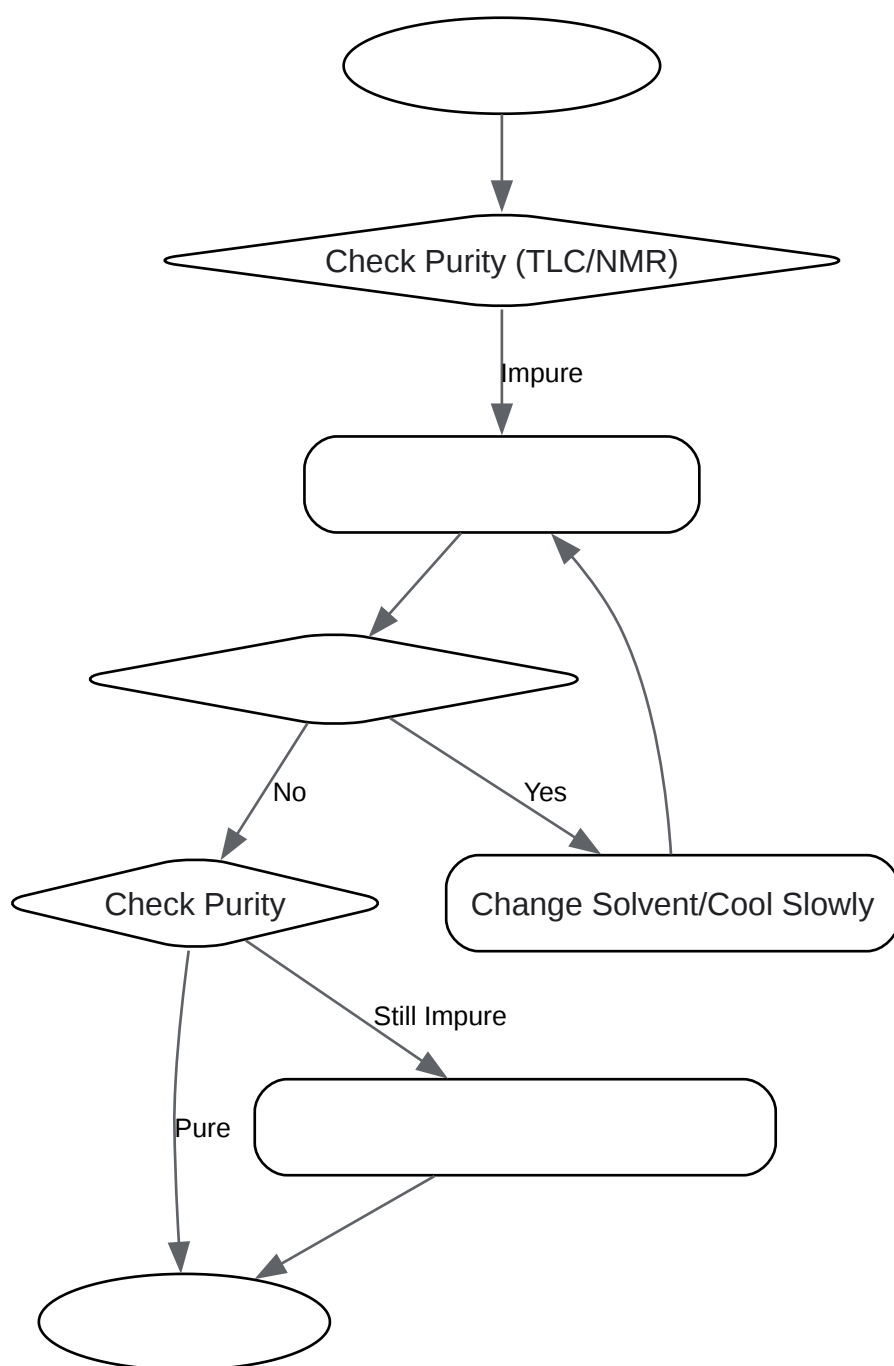 Check Purity (TLC/NMR)
Impure
No
Yes
Check Purity
Change Solvent/Cool Slowly
Still Impure
Pure